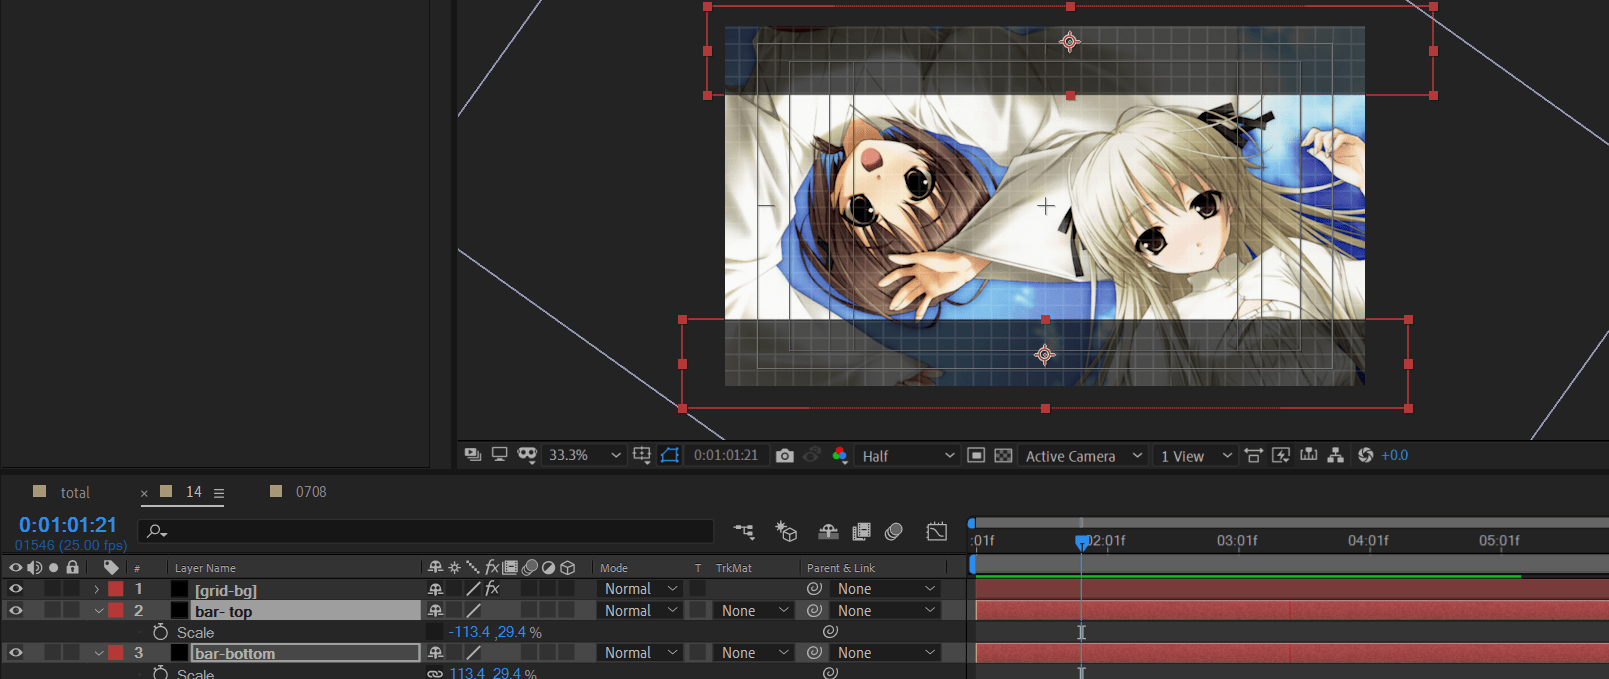 33.3%
0:01:01:21
Half
Active Camera
1 View
+0.0
total
× 14
0708
0:01:01:21
01546 (25.00 fps)
:01f
02:01f
03:01f
04:01f
05:01f
# Layer Name
fx
Mode
T TrkMat
Parent & Link
1 [grid-bg]
fx
Normal
None
2 bar- top
Normal
None
None
Scale
-113.4 ,29.4 %
3 bar-bottom
Normal
None
None
Scale
113.4 ,29.4 %